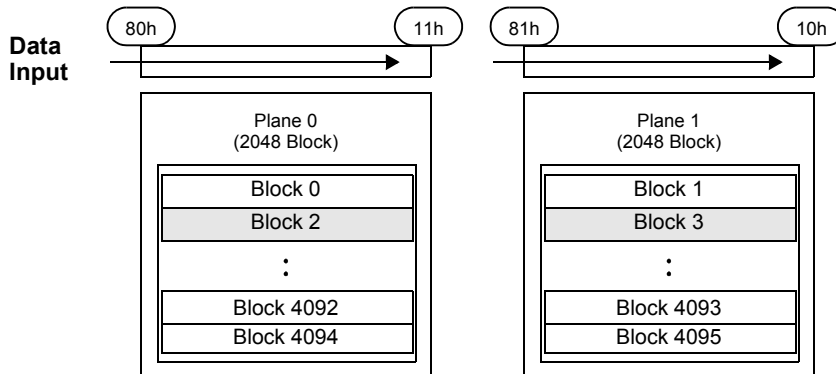 80h
11h
81h
10h
Data
Input
Plane 0
(2048 Block)
Block 0
Block 2
:
Block 4092
Block 4094
Plane 1
(2048 Block)
Block 1
Block 3
:
Block 4093
Block 4095